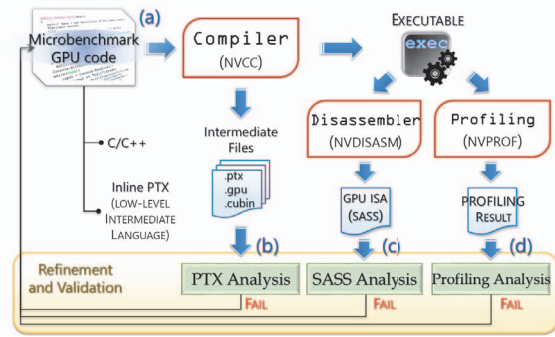 (a)
Microbenchmark
GPU code
Compiler
(NVCC)
EXECUTABLE
exec
Disassembler
(NVDISASM)
Profiling
(NVPROF)
C/C++
Inline PTX
(LOW-LEVEL
INTERMEDIATE
LANGUAGE)
Intermediate
Files
.ptx
.gpu
.cubin
GPU ISA
(SASS)
PROFILING
RESULT
(b)
(c)
(d)
Refinement
and Validation
PTX Analysis
SASS Analysis
Profiling Analysis
FAIL
FAIL
FAIL